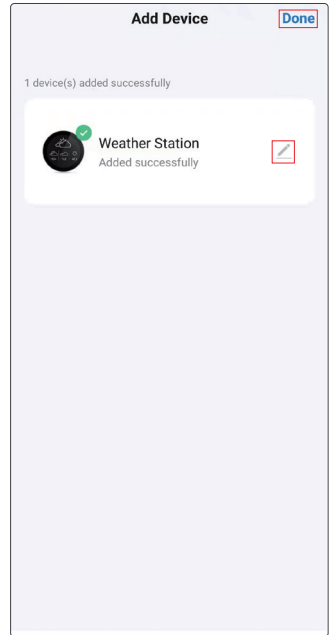 Add Device
Done
1 device(s) added successfully
Weather Station
Added successfully